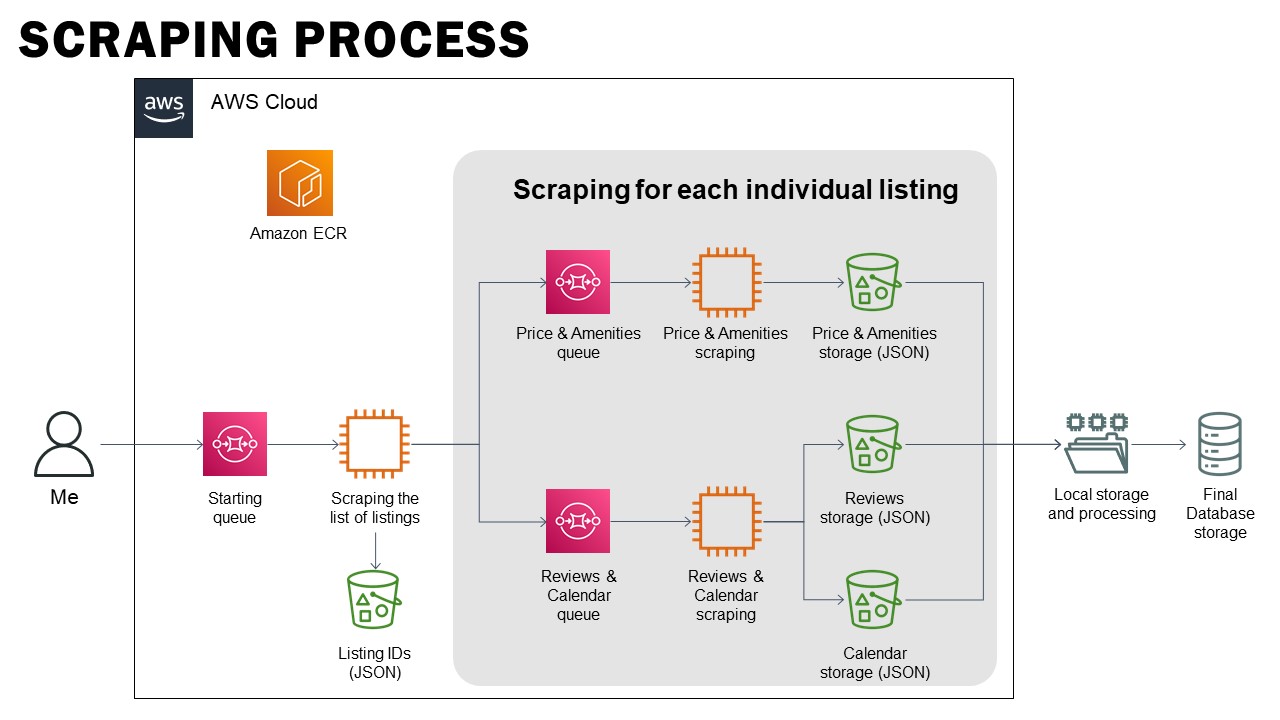 SCRAPING PROCESS
aws
AWS Cloud
Amazon ECR
Scraping for each individual listing
Price & Amenities
queue
Price & Amenities
scraping
Price & Amenities
storage (JSON)
Me
Starting
queue
Scraping the
list of listings
Reviews
storage (JSON)
Local storage
and processing
Final
Database
storage
Reviews &
Calendar
queue
Reviews &
Calendar
scraping
Listing IDs
(JSON)
Calendar
storage (JSON)